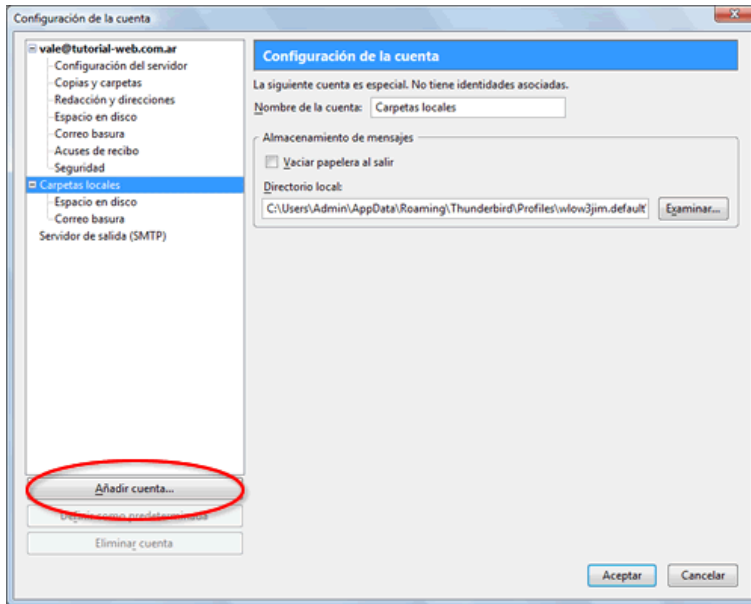 Configuración de la cuenta
vale@tutorial-web.com.ar
Configuración del servidor
Copias y carpetas
Redacción y direcciones
Espacio en disco
Correo basura
Acuses de recibo
Seguridad
Carpetas locales
Espacio en disco
Correo basura
Servidor de salida (SMTP)
Añadir cuenta...
Definir como predeterminada
Eliminar cuenta
Configuración de la cuenta
La siguiente cuenta es especial. No tiene identidades asociadas.
Nombre de la cuenta: Carpetas locales
Almacenamiento de mensajes
Vaciar papelera al salir
Directorio local:
C:\Users\Admin\AppData\Roaming\Thunderbird\Profiles\wlow3jim.default\ Examinar...
Aceptar Cancelar